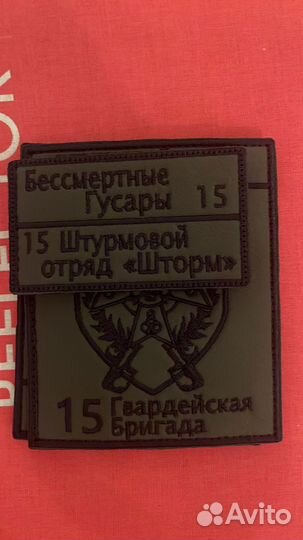 Бессмертные
Гусары 15
15 Штурмовой
отряд «Шторм»
15 Гвардейская
Бригада
Avito